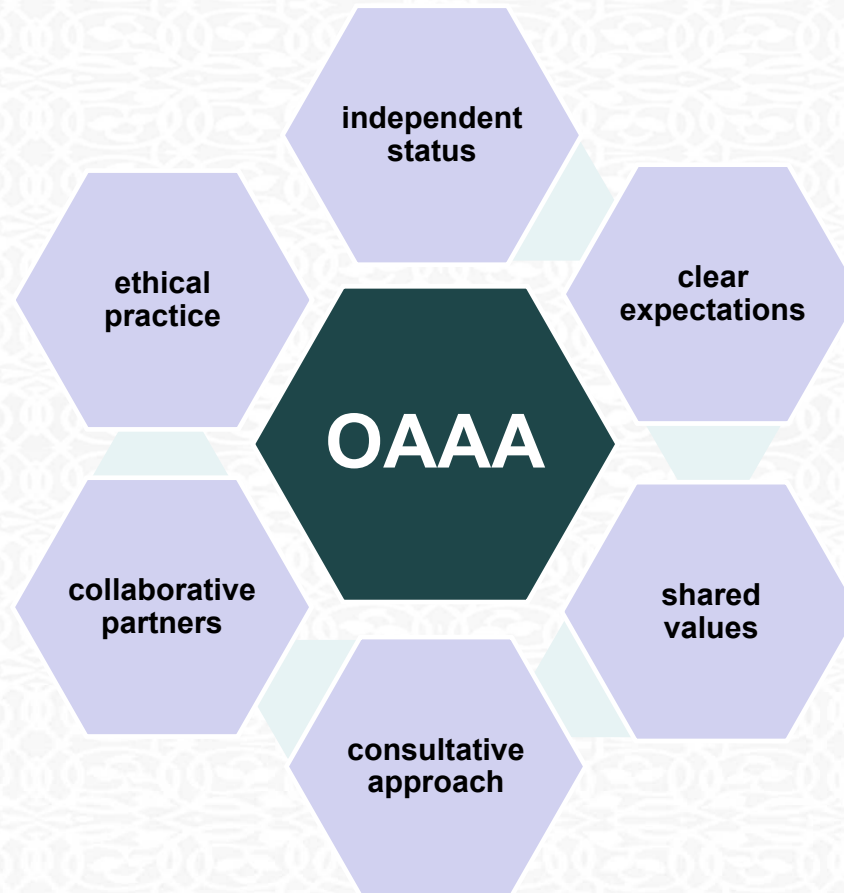 independent
status
clear
expectations
shared
values
consultative
approach
collaborative
partners
ethical
practice
OAAA